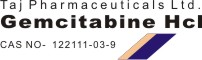 Taj Pharmaceuticals Ltd.
Gemcitabine Hcl
CAS NO- 122111-03-9